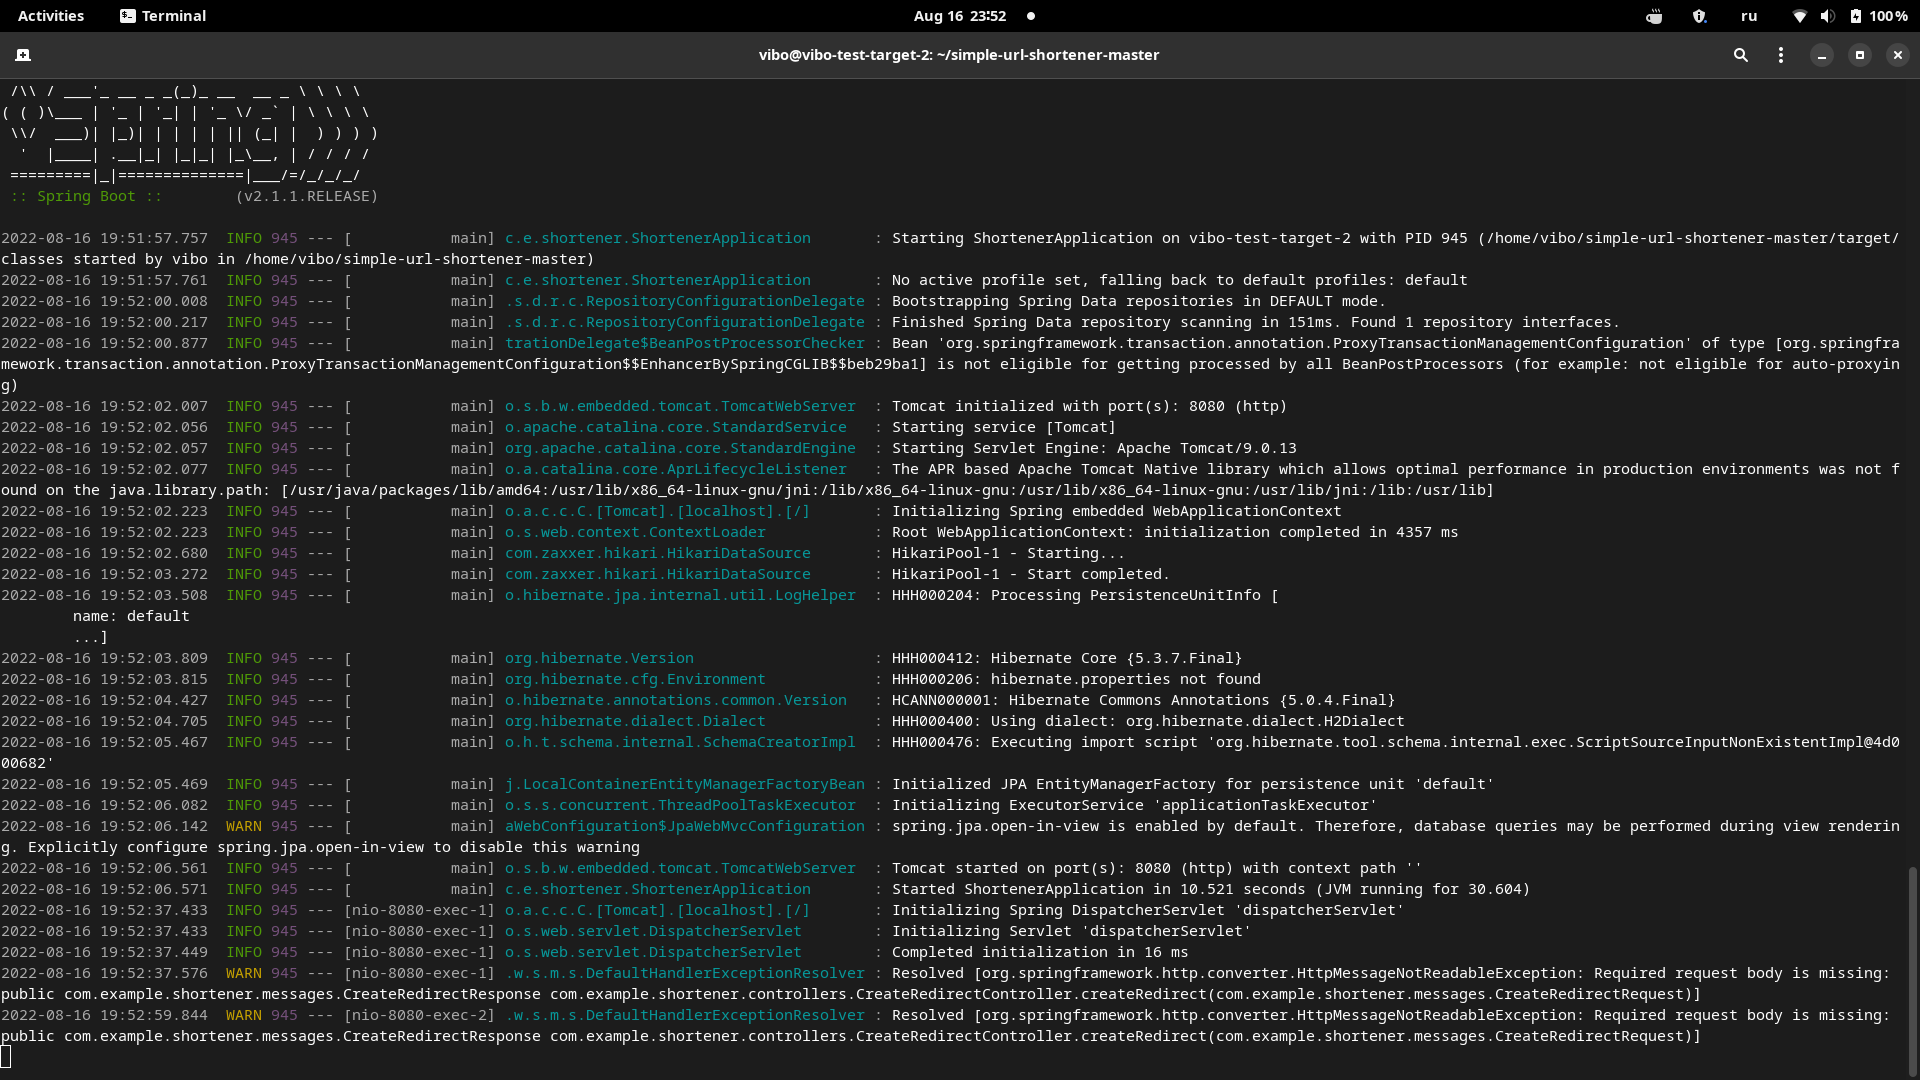 Activities Terminal Aug 16 23:52 ru 100 %
vibo@vibo-test-target-2: ~/simple-url-shortener-master
 /\\ / ___'_ __ _ _(_)_ __  __ _ \ \ \ \
( ( )\___ | '_ | '_| | '_ \/ _` | \ \ \ \
 \\/  ___)| |_)| | | | | || (_| |  ) ) ) )
  '  |____| .__|_| |_|_| |_\__, | / / / /
 =========|_|==============|___/=/_/_/_/
 :: Spring Boot ::        (v2.1.1.RELEASE)
2022-08-16 19:51:57.757  INFO 945 --- [           main] c.e.shortener.ShortenerApplication       : Starting ShortenerApplication on vibo-test-target-2 with PID 945 (/home/vibo/simple-url-shortener-master/target/
classes started by vibo in /home/vibo/simple-url-shortener-master)
2022-08-16 19:51:57.761  INFO 945 --- [           main] c.e.shortener.ShortenerApplication       : No active profile set, falling back to default profiles: default
2022-08-16 19:52:00.008  INFO 945 --- [           main] .s.d.r.c.RepositoryConfigurationDelegate : Bootstrapping Spring Data repositories in DEFAULT mode.
2022-08-16 19:52:00.217  INFO 945 --- [           main] .s.d.r.c.RepositoryConfigurationDelegate : Finished Spring Data repository scanning in 151ms. Found 1 repository interfaces.
2022-08-16 19:52:00.877  INFO 945 --- [           main] trationDelegate$BeanPostProcessorChecker : Bean 'org.springframework.transaction.annotation.ProxyTransactionManagementConfiguration' of type [org.springfra
mework.transaction.annotation.ProxyTransactionManagementConfiguration$$EnhancerBySpringCGLIB$$beb29ba1] is not eligible for getting processed by all BeanPostProcessors (for example: not eligible for auto-proxyin
g)
2022-08-16 19:52:02.007  INFO 945 --- [           main] o.s.b.w.embedded.tomcat.TomcatWebServer  : Tomcat initialized with port(s): 8080 (http)
2022-08-16 19:52:02.056  INFO 945 --- [           main] o.apache.catalina.core.StandardService   : Starting service [Tomcat]
2022-08-16 19:52:02.057  INFO 945 --- [           main] org.apache.catalina.core.StandardEngine  : Starting Servlet Engine: Apache Tomcat/9.0.13
2022-08-16 19:52:02.077  INFO 945 --- [           main] o.a.catalina.core.AprLifecycleListener   : The APR based Apache Tomcat Native library which allows optimal performance in production environments was not f
ound on the java.library.path: [/usr/java/packages/lib/amd64:/usr/lib/x86_64-linux-gnu/jni:/lib/x86_64-linux-gnu:/usr/lib/x86_64-linux-gnu:/usr/lib/jni:/lib:/usr/lib]
2022-08-16 19:52:02.223  INFO 945 --- [           main] o.a.c.c.C.[Tomcat].[localhost].[/]       : Initializing Spring embedded WebApplicationContext
2022-08-16 19:52:02.223  INFO 945 --- [           main] o.s.web.context.ContextLoader            : Root WebApplicationContext: initialization completed in 4357 ms
2022-08-16 19:52:02.680  INFO 945 --- [           main] com.zaxxer.hikari.HikariDataSource       : HikariPool-1 - Starting...
2022-08-16 19:52:03.272  INFO 945 --- [           main] com.zaxxer.hikari.HikariDataSource       : HikariPool-1 - Start completed.
2022-08-16 19:52:03.508  INFO 945 --- [           main] o.hibernate.jpa.internal.util.LogHelper  : HHH000204: Processing PersistenceUnitInfo [
        name: default
        ...]
2022-08-16 19:52:03.809  INFO 945 --- [           main] org.hibernate.Version                    : HHH000412: Hibernate Core {5.3.7.Final}
2022-08-16 19:52:03.815  INFO 945 --- [           main] org.hibernate.cfg.Environment            : HHH000206: hibernate.properties not found
2022-08-16 19:52:04.427  INFO 945 --- [           main] o.hibernate.annotations.common.Version   : HCANN000001: Hibernate Commons Annotations {5.0.4.Final}
2022-08-16 19:52:04.705  INFO 945 --- [           main] org.hibernate.dialect.Dialect            : HHH000400: Using dialect: org.hibernate.dialect.H2Dialect
2022-08-16 19:52:05.467  INFO 945 --- [           main] o.h.t.schema.internal.SchemaCreatorImpl  : HHH000476: Executing import script 'org.hibernate.tool.schema.internal.exec.ScriptSourceInputNonExistentImpl@4d0
00682'
2022-08-16 19:52:05.469  INFO 945 --- [           main] j.LocalContainerEntityManagerFactoryBean : Initialized JPA EntityManagerFactory for persistence unit 'default'
2022-08-16 19:52:06.082  INFO 945 --- [           main] o.s.s.concurrent.ThreadPoolTaskExecutor  : Initializing ExecutorService 'applicationTaskExecutor'
2022-08-16 19:52:06.142  WARN 945 --- [           main] aWebConfiguration$JpaWebMvcConfiguration : spring.jpa.open-in-view is enabled by default. Therefore, database queries may be performed during view renderin
g. Explicitly configure spring.jpa.open-in-view to disable this warning
2022-08-16 19:52:06.561  INFO 945 --- [           main] o.s.b.w.embedded.tomcat.TomcatWebServer  : Tomcat started on port(s): 8080 (http) with context path ''
2022-08-16 19:52:06.571  INFO 945 --- [           main] c.e.shortener.ShortenerApplication       : Started ShortenerApplication in 10.521 seconds (JVM running for 30.604)
2022-08-16 19:52:37.433  INFO 945 --- [nio-8080-exec-1] o.a.c.c.C.[Tomcat].[localhost].[/]       : Initializing Spring DispatcherServlet 'dispatcherServlet'
2022-08-16 19:52:37.433  INFO 945 --- [nio-8080-exec-1] o.s.web.servlet.DispatcherServlet        : Initializing Servlet 'dispatcherServlet'
2022-08-16 19:52:37.449  INFO 945 --- [nio-8080-exec-1] o.s.web.servlet.DispatcherServlet        : Completed initialization in 16 ms
2022-08-16 19:52:37.576  WARN 945 --- [nio-8080-exec-1] .w.s.m.s.DefaultHandlerExceptionResolver : Resolved [org.springframework.http.converter.HttpMessageNotReadableException: Required request body is missing:
public com.example.shortener.messages.CreateRedirectResponse com.example.shortener.controllers.CreateRedirectController.createRedirect(com.example.shortener.messages.CreateRedirectRequest)]
2022-08-16 19:52:59.844  WARN 945 --- [nio-8080-exec-2] .w.s.m.s.DefaultHandlerExceptionResolver : Resolved [org.springframework.http.converter.HttpMessageNotReadableException: Required request body is missing:
public com.example.shortener.messages.CreateRedirectResponse com.example.shortener.controllers.CreateRedirectController.createRedirect(com.example.shortener.messages.CreateRedirectRequest)]